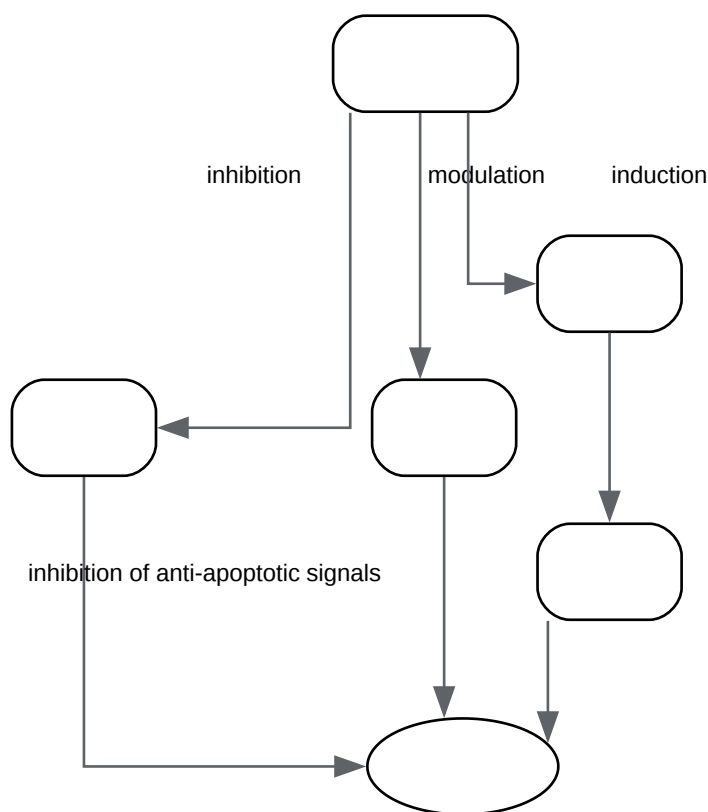 inhibition
modulation
induction
inhibition of anti-apoptotic signals